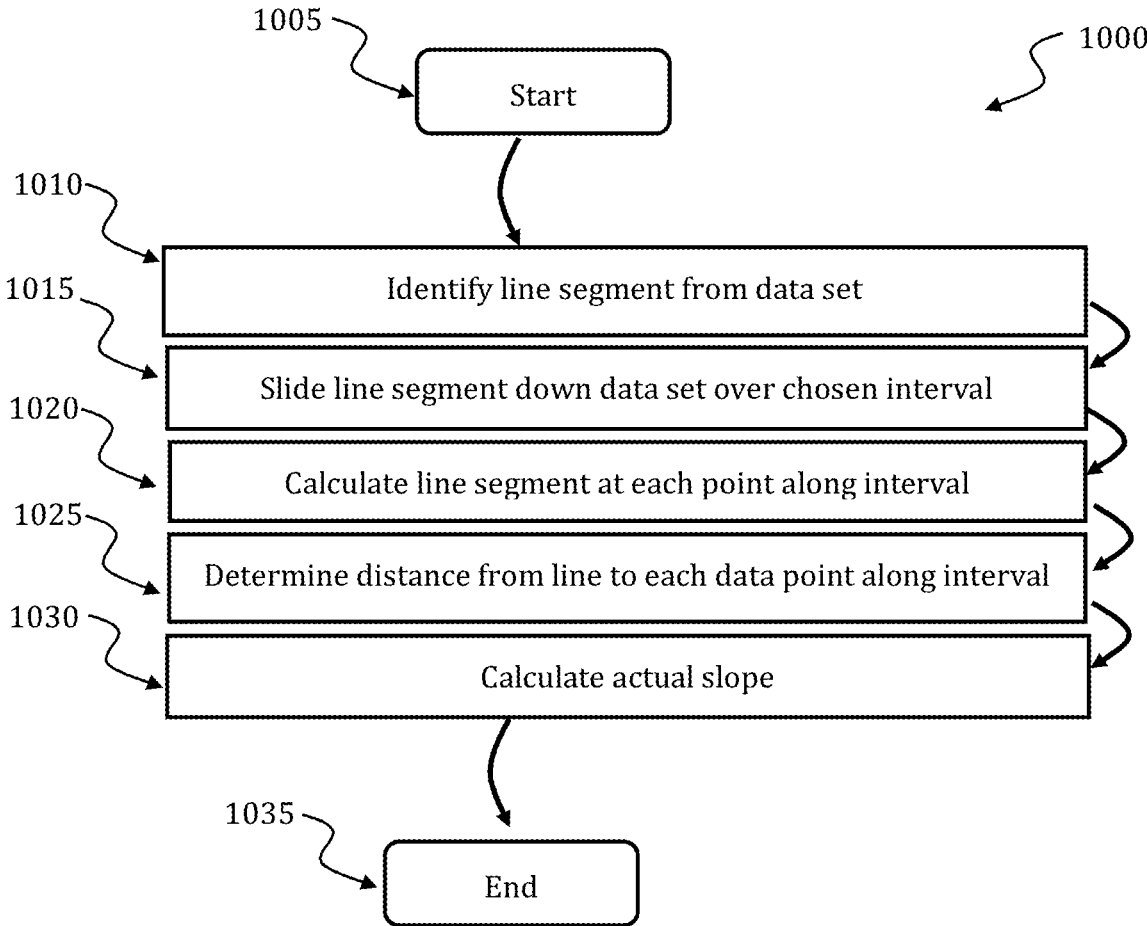 1005
1000
Start
1010
Identify line segment from data set
1015
Slide line segment down data set over chosen interval
1020
Calculate line segment at each point along interval
1025
Determine distance from line to each data point along interval
1030
Calculate actual slope
1035
End